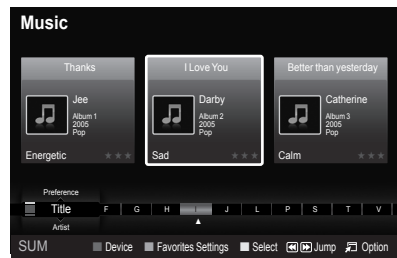 Music
Thanks
Jee
Album 1
2005
Pop
Energetic
I Love You
Darby
Album 2
2005
Pop
Sad
Better than yesterday
Catherine
Album 3
2005
Pop
Calm
Preference
Title
F G H I J L P S T V
Artist
SUM Device Favorites Settings Select Jump Option